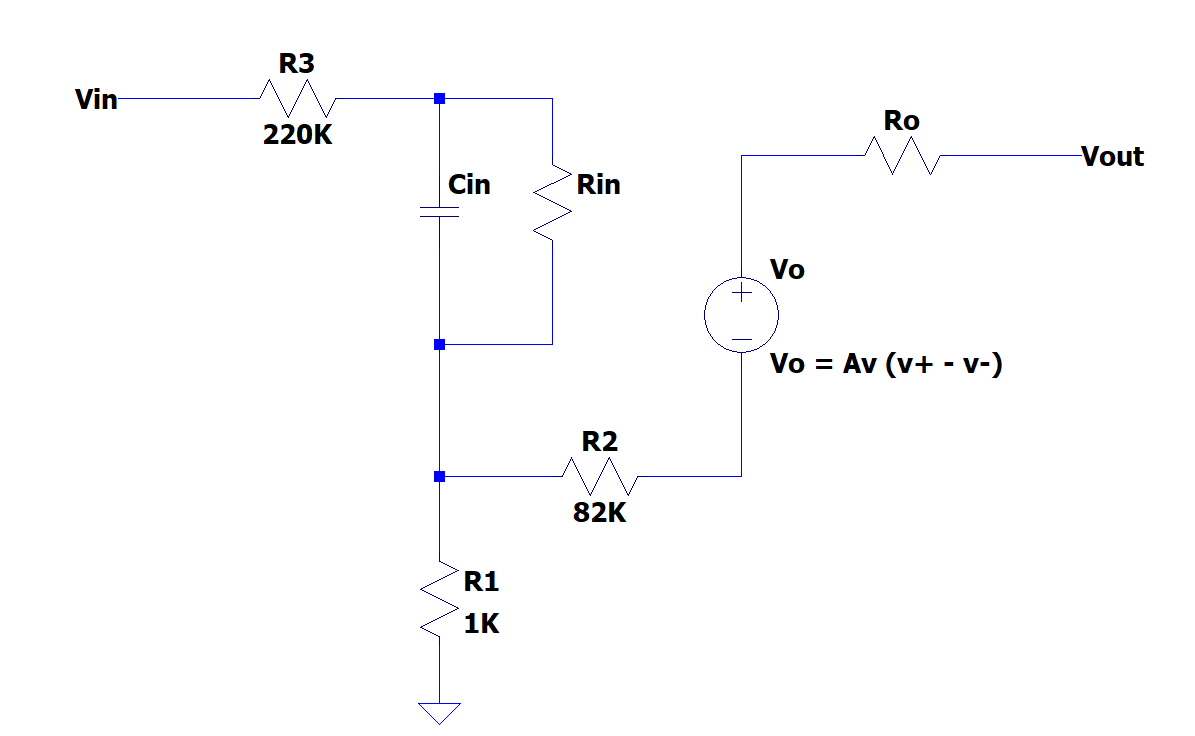 R3
Vin
220K
Ro
Vout
Cin
Rin
Vo
Vo = Av (v+ - v-)
R2
82K
R1
1K